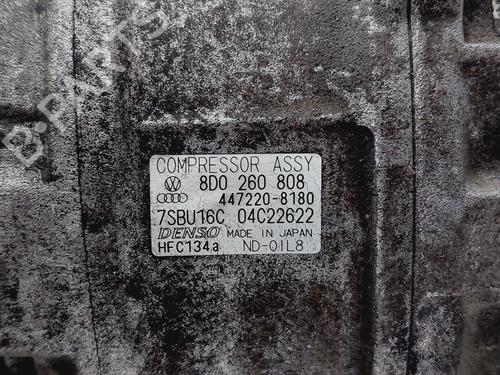 B-PARTS
COMPRESSOR ASSY
8D0 260 808
447220-8180
7SBU16C 04C22622
DENSO MADE IN JAPAN
HFC134a ND-OIL8